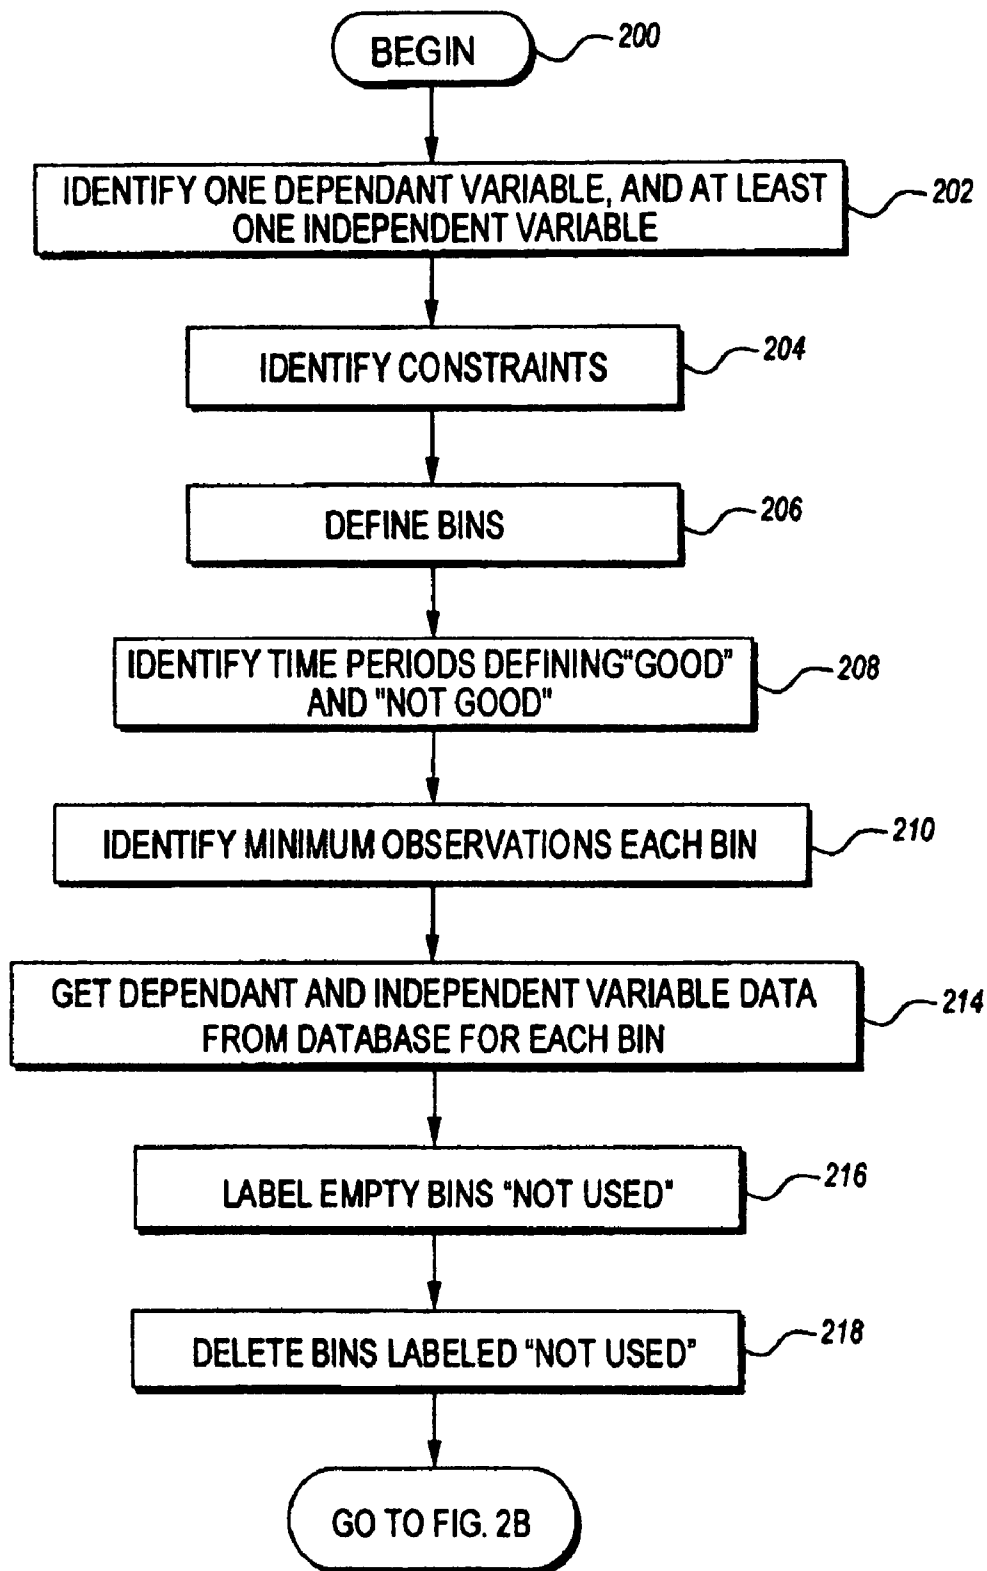 BEGIN
200
IDENTIFY ONE DEPENDANT VARIABLE, AND AT LEAST
ONE INDEPENDENT VARIABLE
202
IDENTIFY CONSTRAINTS
204
DEFINE BINS
206
IDENTIFY TIME PERIODS DEFINING“GOOD”
AND "NOT GOOD"
208
IDENTIFY MINIMUM OBSERVATIONS EACH BIN
210
GET DEPENDANT AND INDEPENDENT VARIABLE DATA
FROM DATABASE FOR EACH BIN
214
LABEL EMPTY BINS “NOT USED”
216
DELETE BINS LABELED “NOT USED”
218
GO TO FIG. 2B